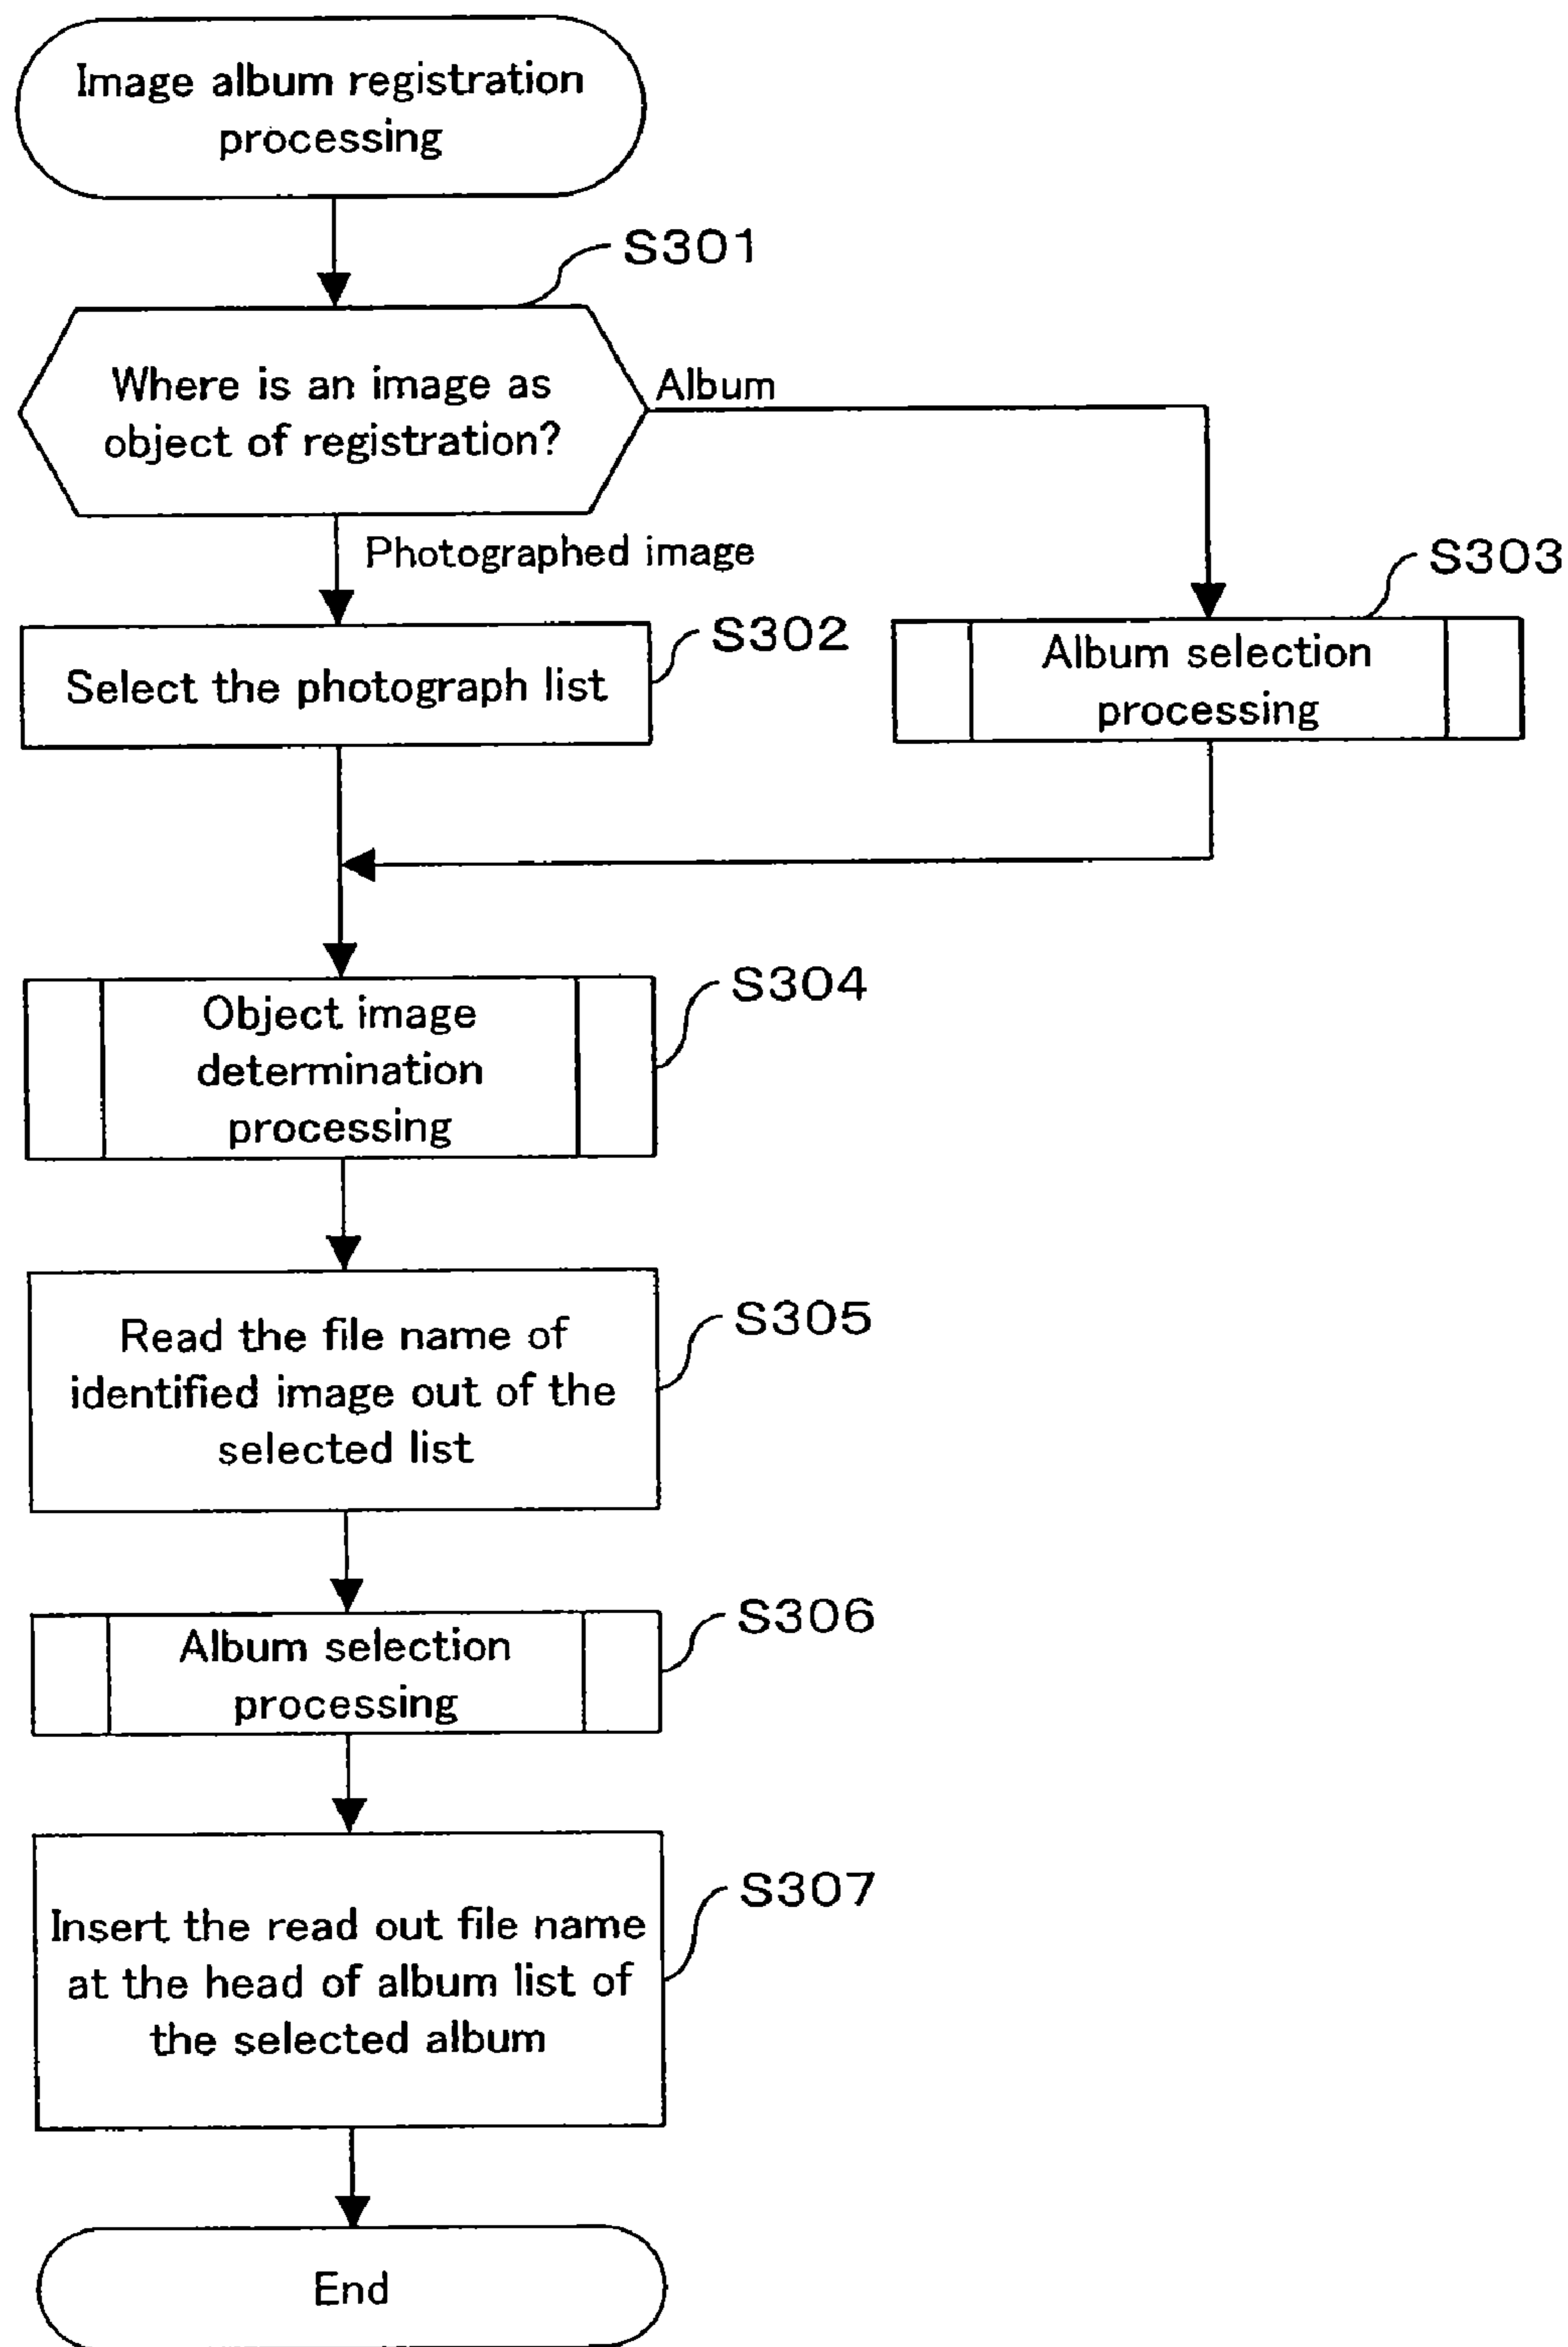 Image album registration
processing
S301
Where is an image as
object of registration?
Album
Photographed image
S302
Select the photograph list
S303
Album selection
processing
S304
Object image
determination
processing
S305
Read the file name of
identified image out of the
selected list
S306
Album selection
processing
S307
Insert the read out file name
at the head of album list of
the selected album
End